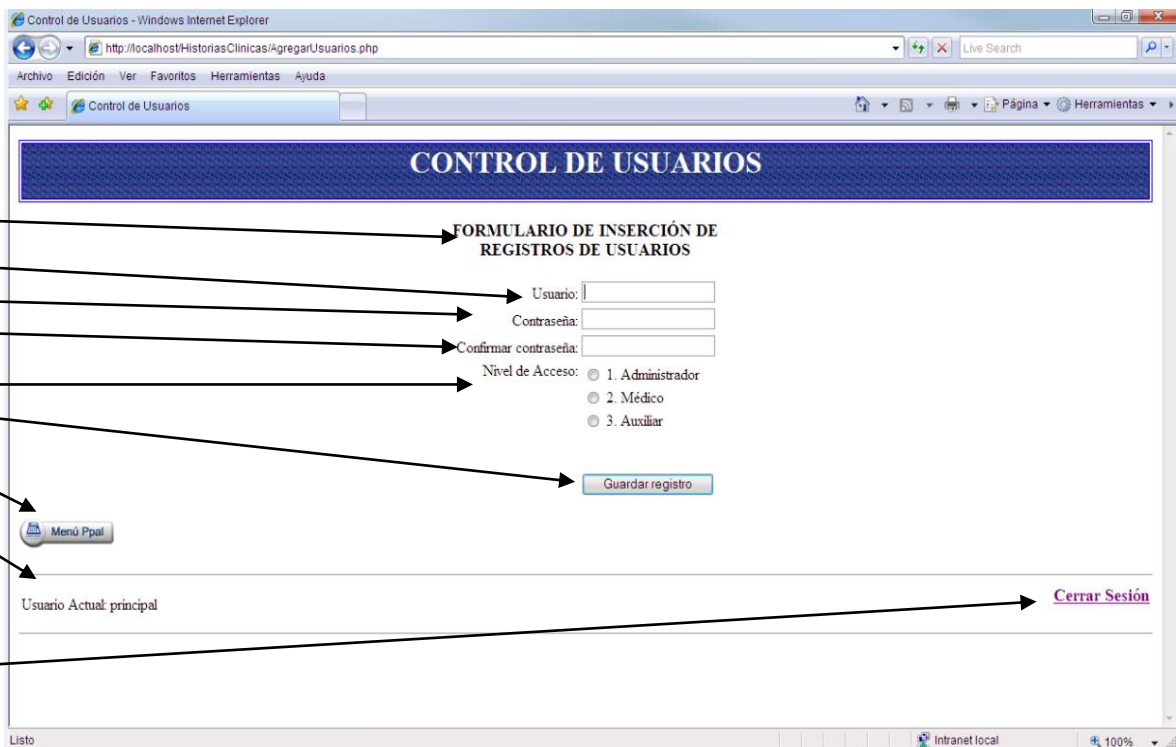 Control de Usuarios - Windows Internet Explorer
http://localhost/HistoriasClinicas/AgregarUsuarios.php
Live Search
Archivo Edición Ver Favoritos Herramientas Ayuda
Control de Usuarios
Página Herramientas
CONTROL DE USUARIOS
FORMULARIO DE INSERCIÓN DE
REGISTROS DE USUARIOS
Usuario:
Contraseña:
Confirmar contraseña:
Nivel de Acceso: 1. Administrador
2. Médico
3. Auxiliar
Guardar registro
Menú Ppal
Usuario Actual: principal
Cerrar Sesión
Listo
Intranet local
100%